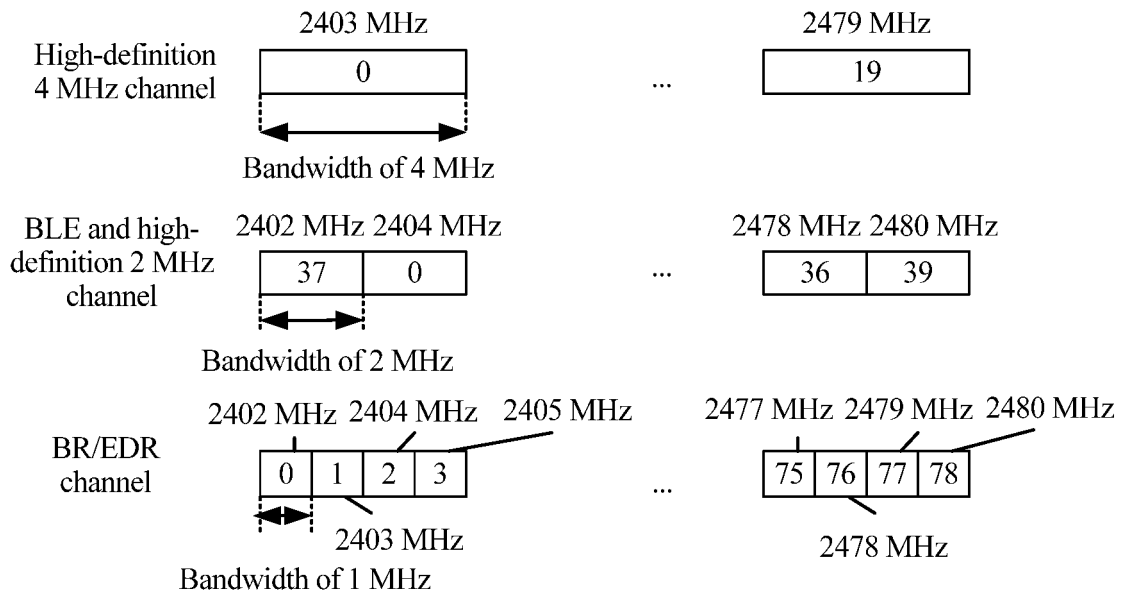 2403 MHz 2479 MHz
High-definition
4 MHz channel
0 ... 19
Bandwidth of 4 MHz
BLE and high-
definition 2 MHz
channel
2402 MHz 2404 MHz 2478 MHz 2480 MHz
37 0 ... 36 39
Bandwidth of 2 MHz
2402 MHz 2404 MHz 2405 MHz 2477 MHz 2479 MHz 2480 MHz
BR/EDR
channel
0 1 2 3 ... 75 76 77 78
2403 MHz 2478 MHz
Bandwidth of 1 MHz